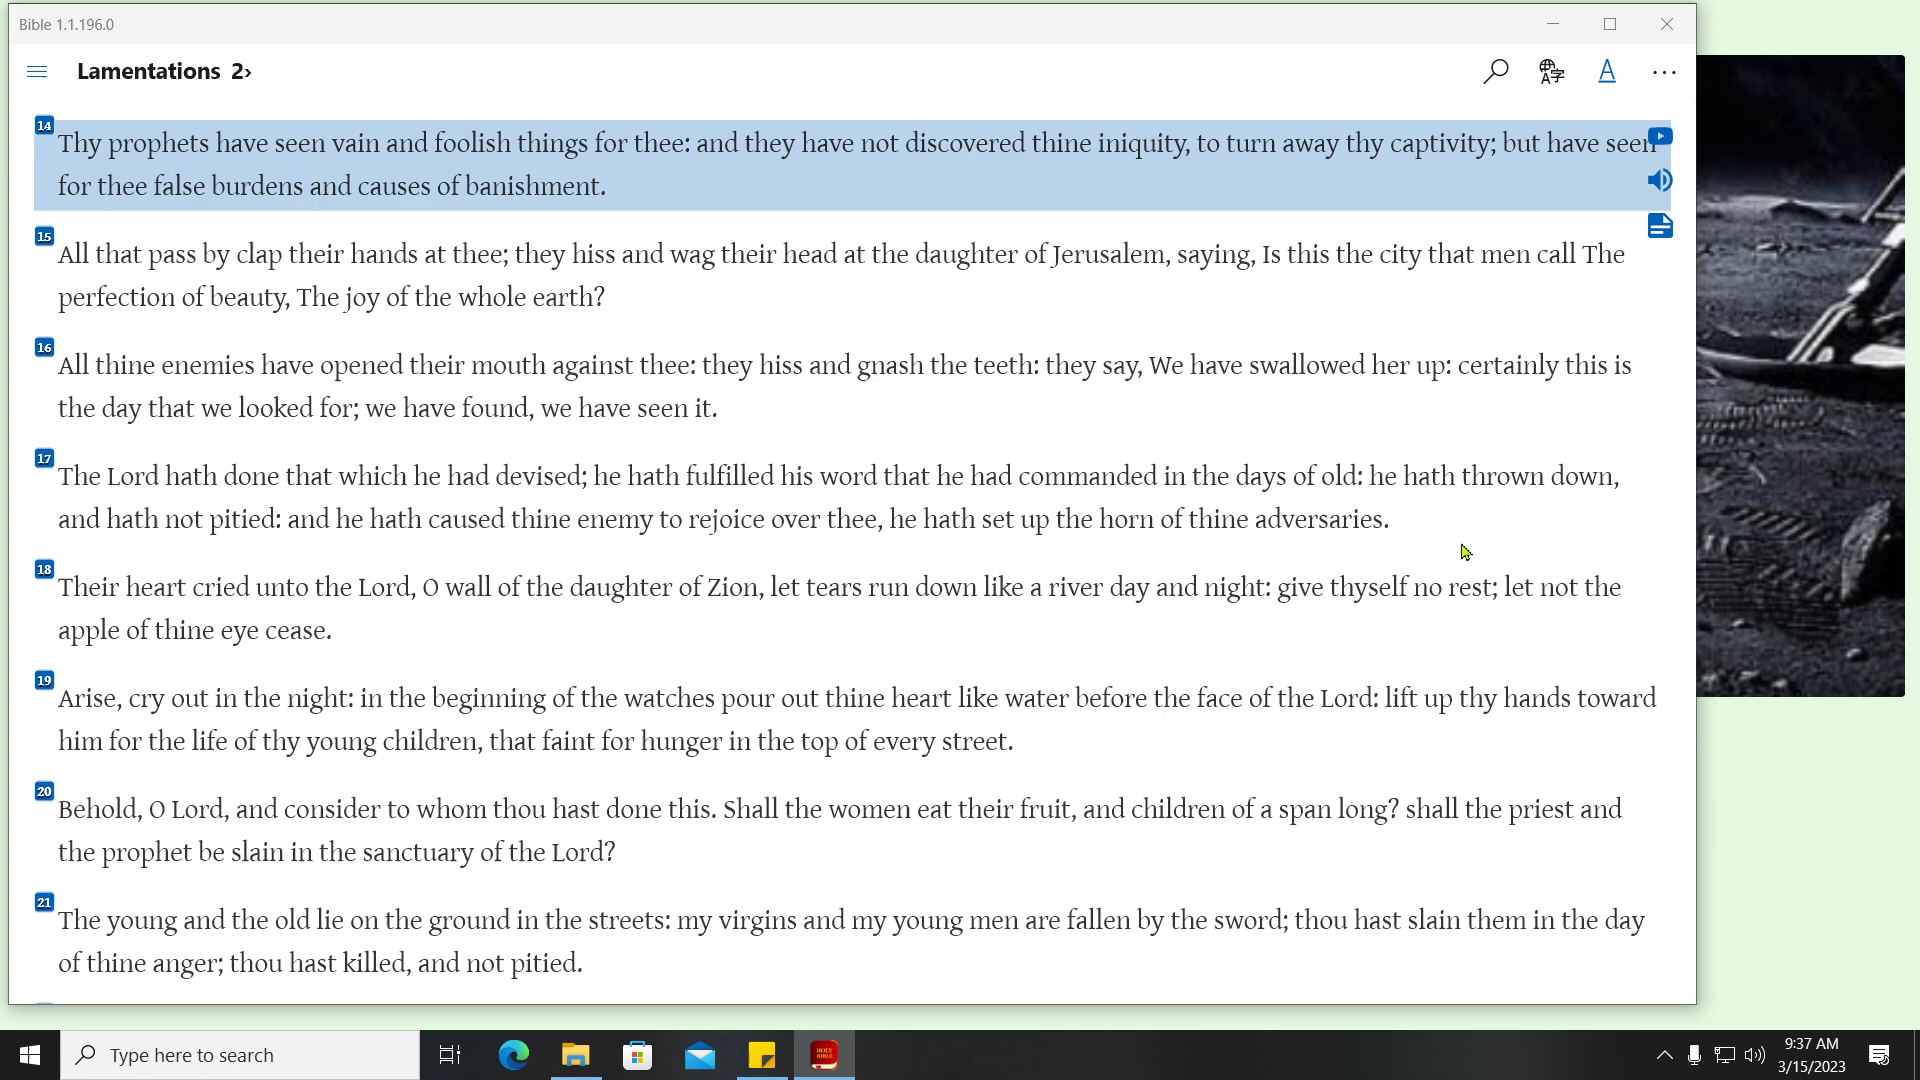 Bible 1.1.196.0
Lamentations 2›
14
Thy prophets have seen vain and foolish things for thee: and they have not discovered thine iniquity, to turn away thy captivity; but have seen
for thee false burdens and causes of banishment.
15
All that pass by clap their hands at thee; they hiss and wag their head at the daughter of Jerusalem, saying, Is this the city that men call The
perfection of beauty, The joy of the whole earth?
16
All thine enemies have opened their mouth against thee: they hiss and gnash the teeth: they say, We have swallowed her up: certainly this is
the day that we looked for; we have found, we have seen it.
17
The Lord hath done that which he had devised; he hath fulfilled his word that he had commanded in the days of old: he hath thrown down,
and hath not pitied: and he hath caused thine enemy to rejoice over thee, he hath set up the horn of thine adversaries.
18
Their heart cried unto the Lord, O wall of the daughter of Zion, let tears run down like a river day and night: give thyself no rest; let not the
apple of thine eye cease.
19
Arise, cry out in the night: in the beginning of the watches pour out thine heart like water before the face of the Lord: lift up thy hands toward
him for the life of thy young children, that faint for hunger in the top of every street.
20
Behold, O Lord, and consider to whom thou hast done this. Shall the women eat their fruit, and children of a span long? shall the priest and
the prophet be slain in the sanctuary of the Lord?
21
The young and the old lie on the ground in the streets: my virgins and my young men are fallen by the sword; thou hast slain them in the day
of thine anger; thou hast killed, and not pitied.
Type here to search
HOLY BIBLE
9:37 AM
3/15/2023